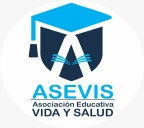 ASEVIS
Asociación Educativa
VIDA Y SALUD